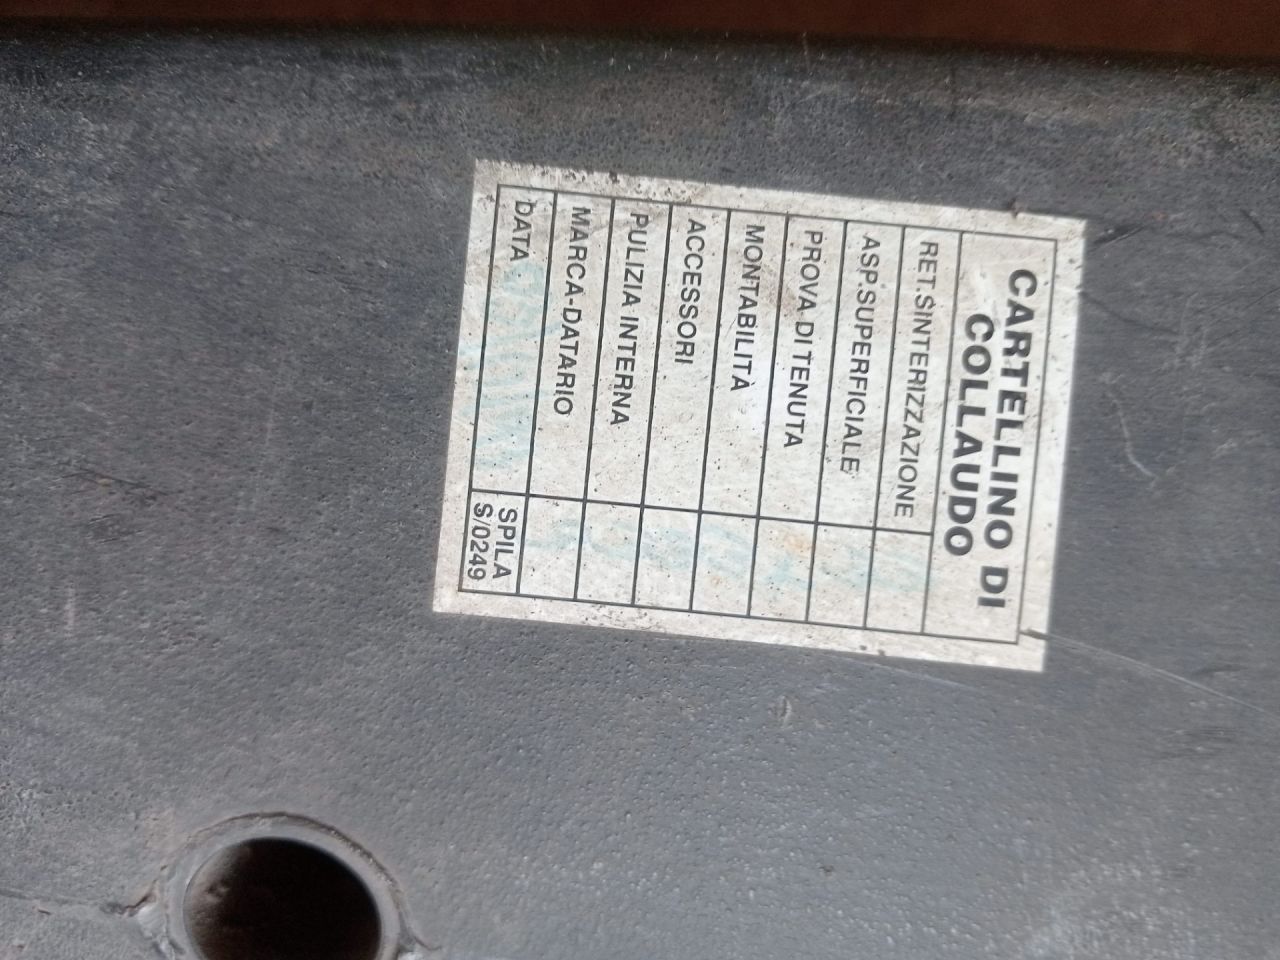 CARTELLINO DI
COLLAUDO
RET.SINTERIZZAZIONE
ASP.SUPERFICIALE
PROVA DI TENUTA
MONTABILITÀ
ACCESSORI
PULIZIA INTERNA
MARCA-DATARIO
DATA
SPILA
S/0249